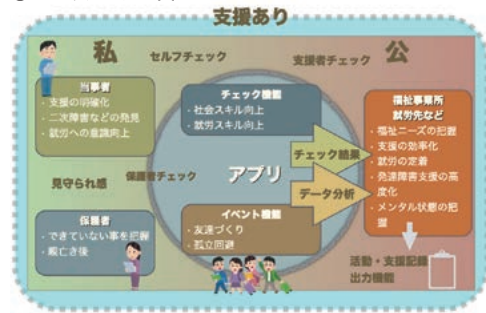 支援あり
私
公
セルフチェック
支援者チェック
当事者
・支援の明確化
・二次障害などの発見
・就労への意識向上
チェック機能
・社会スキル向上
・就労スキル向上
福祉事業所
就労先など
・福祉ニーズの把握
・支援の効率化
・就労の定着
・発達障害支援の高
度化
・メンタル状態の把
握
チェック結果
見守られ感
保護者チェック
アプリ
データ分析
保護者
・できていない事を把握
・親亡き後
イベント機能
・友達づくり
・孤立回避
活動・支援記録
出力機能